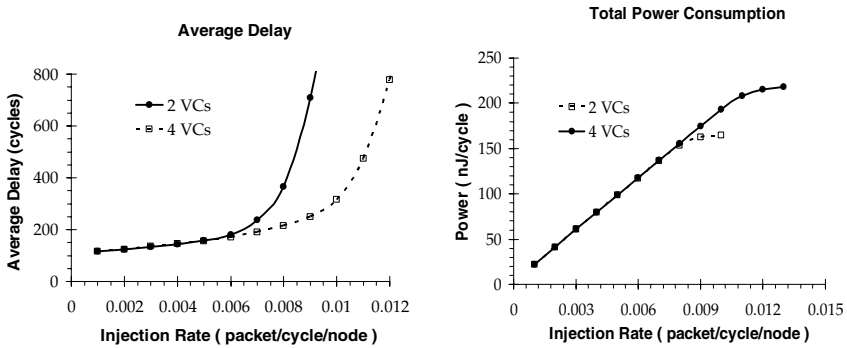 Average Delay
Average Delay (cycles)
800
600
400
200
0
2 VCs
4 VCs
0 0.002 0.004 0.006 0.008 0.01 0.012
Injection Rate ( packet/cycle/node )
Total Power Consumption
Power ( nJ/cycle )
250
200
150
100
50
0
2 VCs
4 VCs
0 0.003 0.006 0.009 0.012 0.015
Injection Rate ( packet/cycle/node )